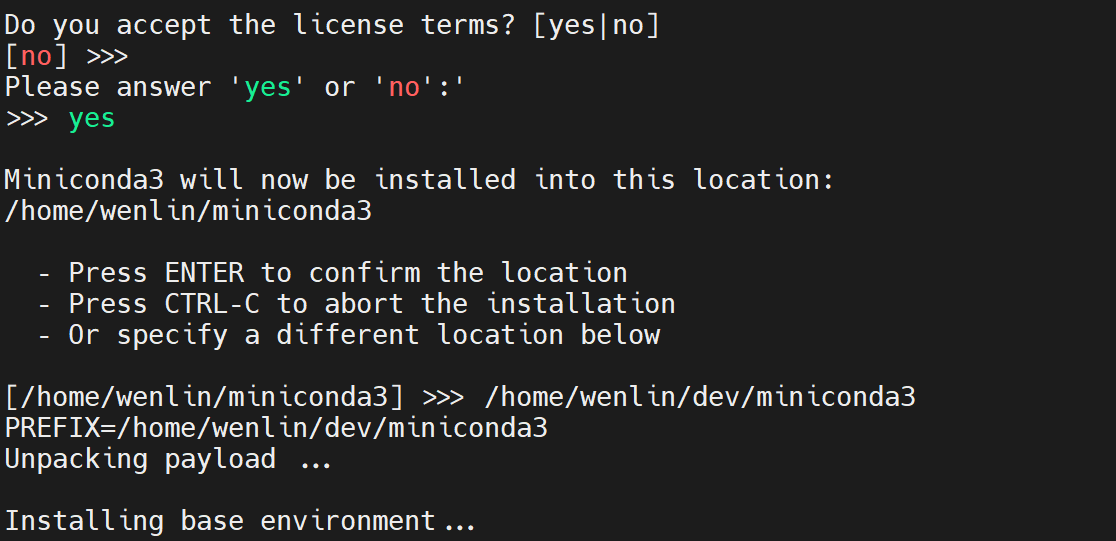 Do you accept the license terms? [yes|no]
[no] >>>
Please answer 'yes' or 'no':'
>>> yes
Miniconda3 will now be installed into this location:
/home/wenlin/miniconda3
- Press ENTER to confirm the location
- Press CTRL-C to abort the installation
- Or specify a different location below
[/home/wenlin/miniconda3] >>> /home/wenlin/dev/miniconda3
PREFIX=/home/wenlin/dev/miniconda3
Unpacking payload ...
Installing base environment...